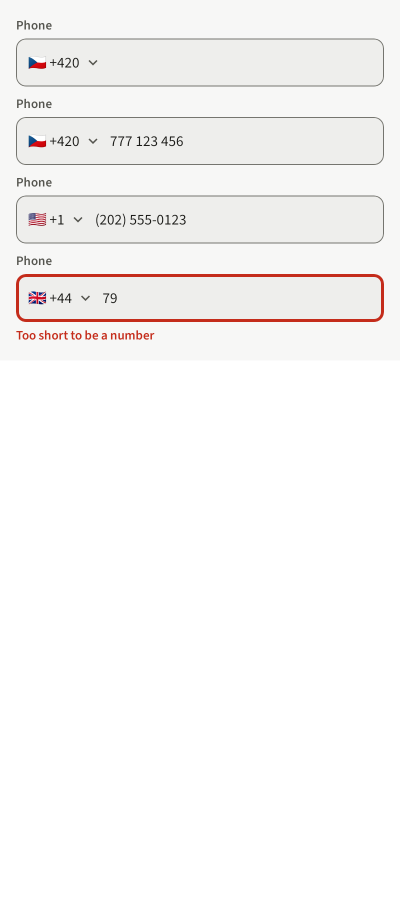 Phone
🇨🇿 +420
Phone
🇨🇿 +420 777 123 456
Phone
🇺🇸 +1 (202) 555-0123
Phone
🇬🇧 +44 79
Too short to be a number